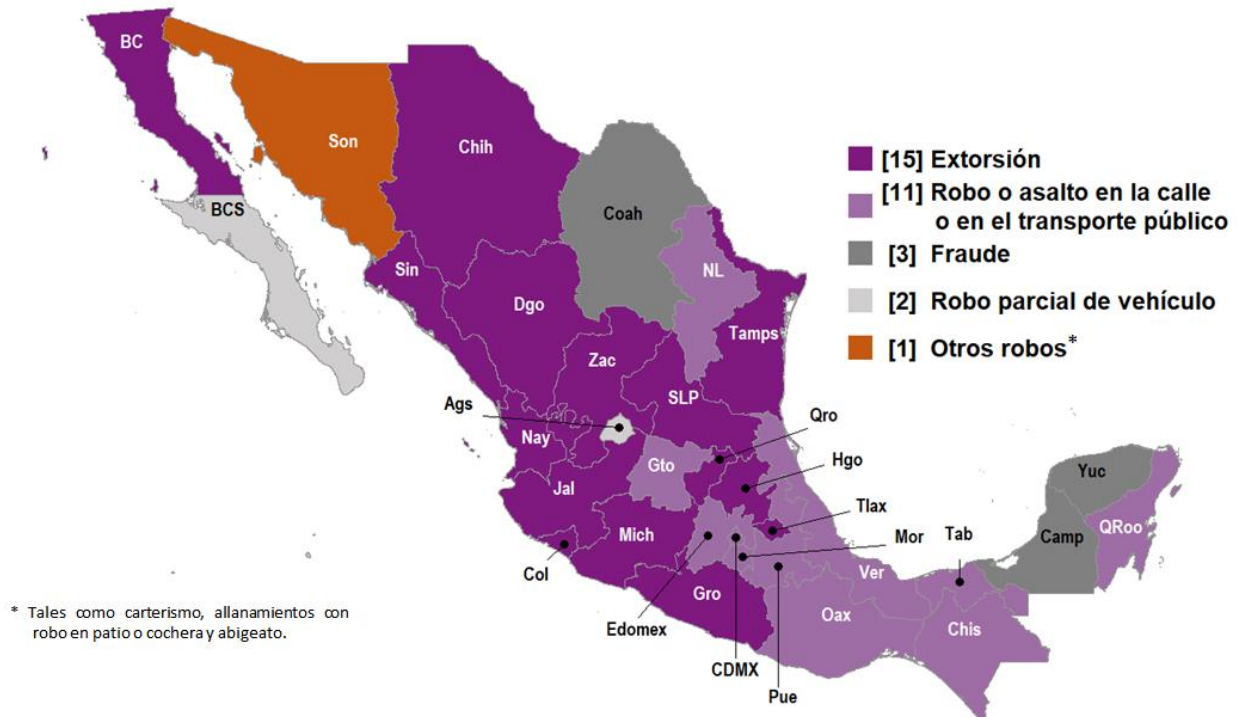 BC
Son
Chih
BCS
Coah
Sin
Dgo
NL
Tamps
Zac
SLP
Ags
Nay
Gto
Qro
Hgo
Jal
Mich
Tlax
Mor
Tab
Yuc
QRoo
Camp
Col
Gro
Ver
Edomex
Oax
Chis
CDMX
Pue
[15] Extorsión
[11] Robo o asalto en la calle
o en el transporte público
[3] Fraude
[2] Robo parcial de vehículo
[1] Otros robos*
* Tales como carterismo, allanamientos con
robo en patio o cochera y abigeato.